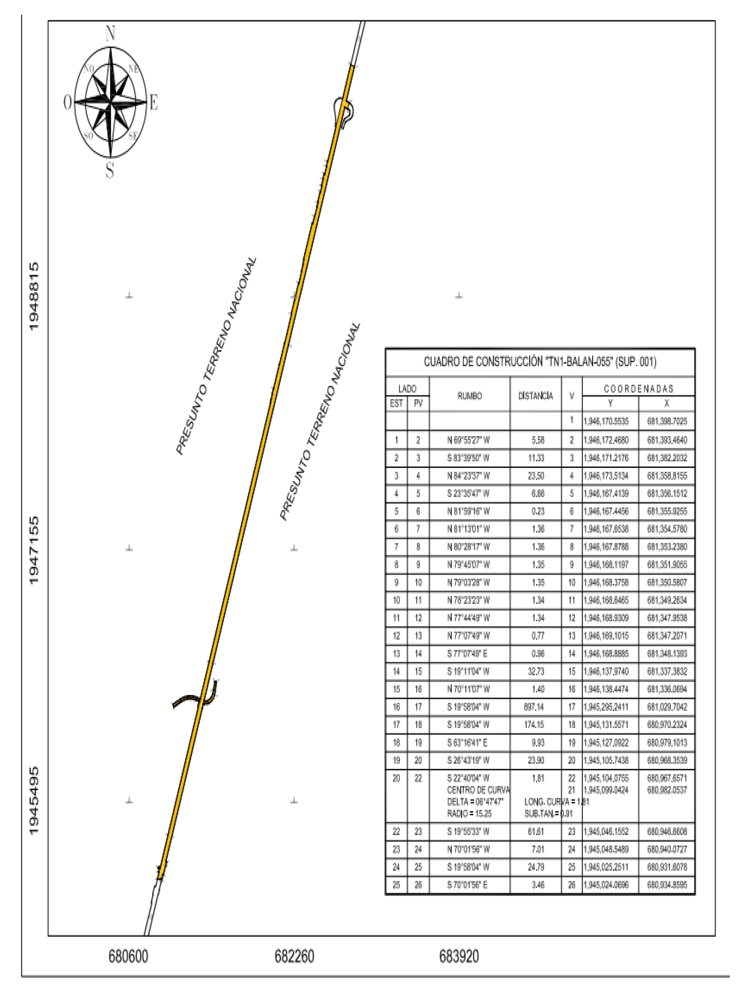 N
NO
NE
O
E
SO
SE
S
1948815
1947155
1945495
PRESUNTO TERRENO NACIONAL
PRESUNTO TERRENO NACIONAL
CUADRO DE CONSTRUCCIÓN "TN1-BALAN-055" (SUP. 001)
LADO RUMBO DISTANCIA V COORDENADAS
EST PV Y X
1 1,946,170.5535 681,398.7025
1 2 N 69°55'27" W 5.58 2 1,946,172.4680 681,393.4640
2 3 S 83°39'50" W 11.33 3 1,946,171.2176 681,382.2032
3 4 N 84°23'37" W 23.50 4 1,946,173.5134 681,358.8155
4 5 S 23°35'47" W 6.66 5 1,946,167.4139 681,356.1512
5 6 N 81°59'16" W 0.23 6 1,946,167.4456 681,355.9255
6 7 N 81°13'01" W 1.36 7 1,946,167.6538 681,354.5780
7 8 N 80°28'17" W 1.36 8 1,946,167.8788 681,353.2380
8 9 N 79°45'07" W 1.35 9 1,946,168.1197 681,351.9055
9 10 N 79°03'28" W 1.35 10 1,946,168.3758 681,350.5807
10 11 N 78°23'23" W 1.34 11 1,946,168.6465 681,349.2634
11 12 N 77°44'49" W 1.34 12 1,946,168.9309 681,347.9538
12 13 N 77°07'49" W 0.77 13 1,946,169.1015 681,347.2071
13 14 S 77°07'49" E 0.96 14 1,946,168.8885 681,348.1393
14 15 S 19°11'04" W 32.73 15 1,946,137.9740 681,337.3832
15 16 N 70°11'07" W 1.40 16 1,946,138.4474 681,336.0694
16 17 S 19°58'04" W 897.14 17 1,945,295.2411 681,029.7042
17 18 S 19°58'04" W 174.15 18 1,945,131.5571 680,970.2324
18 19 S 63°16'41" E 9.93 19 1,945,127.0922 680,979.1013
19 20 S 26°43'19" W 23.90 20 1,945,105.7438 680,968.3539
20 22 S 22°40'04" W 1.81 22 1,945,104.0755 680,967.6571
CENTRO DE CURVA 21 1,945,099.0424 680,982.0537
DELTA = 06°47'47" LONG. CURVA = 1.81
RADIO = 15.25 SUB.TAN.= 0.91
22 23 S 19°55'33" W 61.61 23 1,945,046.1552 680,946.6608
23 24 N 70°01'56" W 7.01 24 1,945,048.5489 680,940.0727
24 25 S 19°58'04" W 24.79 25 1,945,025.2511 680,931.6078
25 26 S 70°01'56" E 3.46 26 1,945,024.0696 680,934.8595
680600 682260 683920